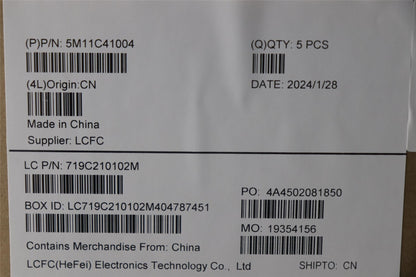 (P)P/N: 5M11C41004
(Q)QTY: 5 PCS
(4L)Origin:CN
DATE: 2024/1/28
Made in China
Supplier: LCFC
LC P/N: 719C210102M
PO: 4A4502081850
BOX ID: LC719C210102M404787451
MO: 19354156
Contains Merchandise From: China
LCFC(HeFei) Electronics Technology Co., Ltd
SHIPTO: CN